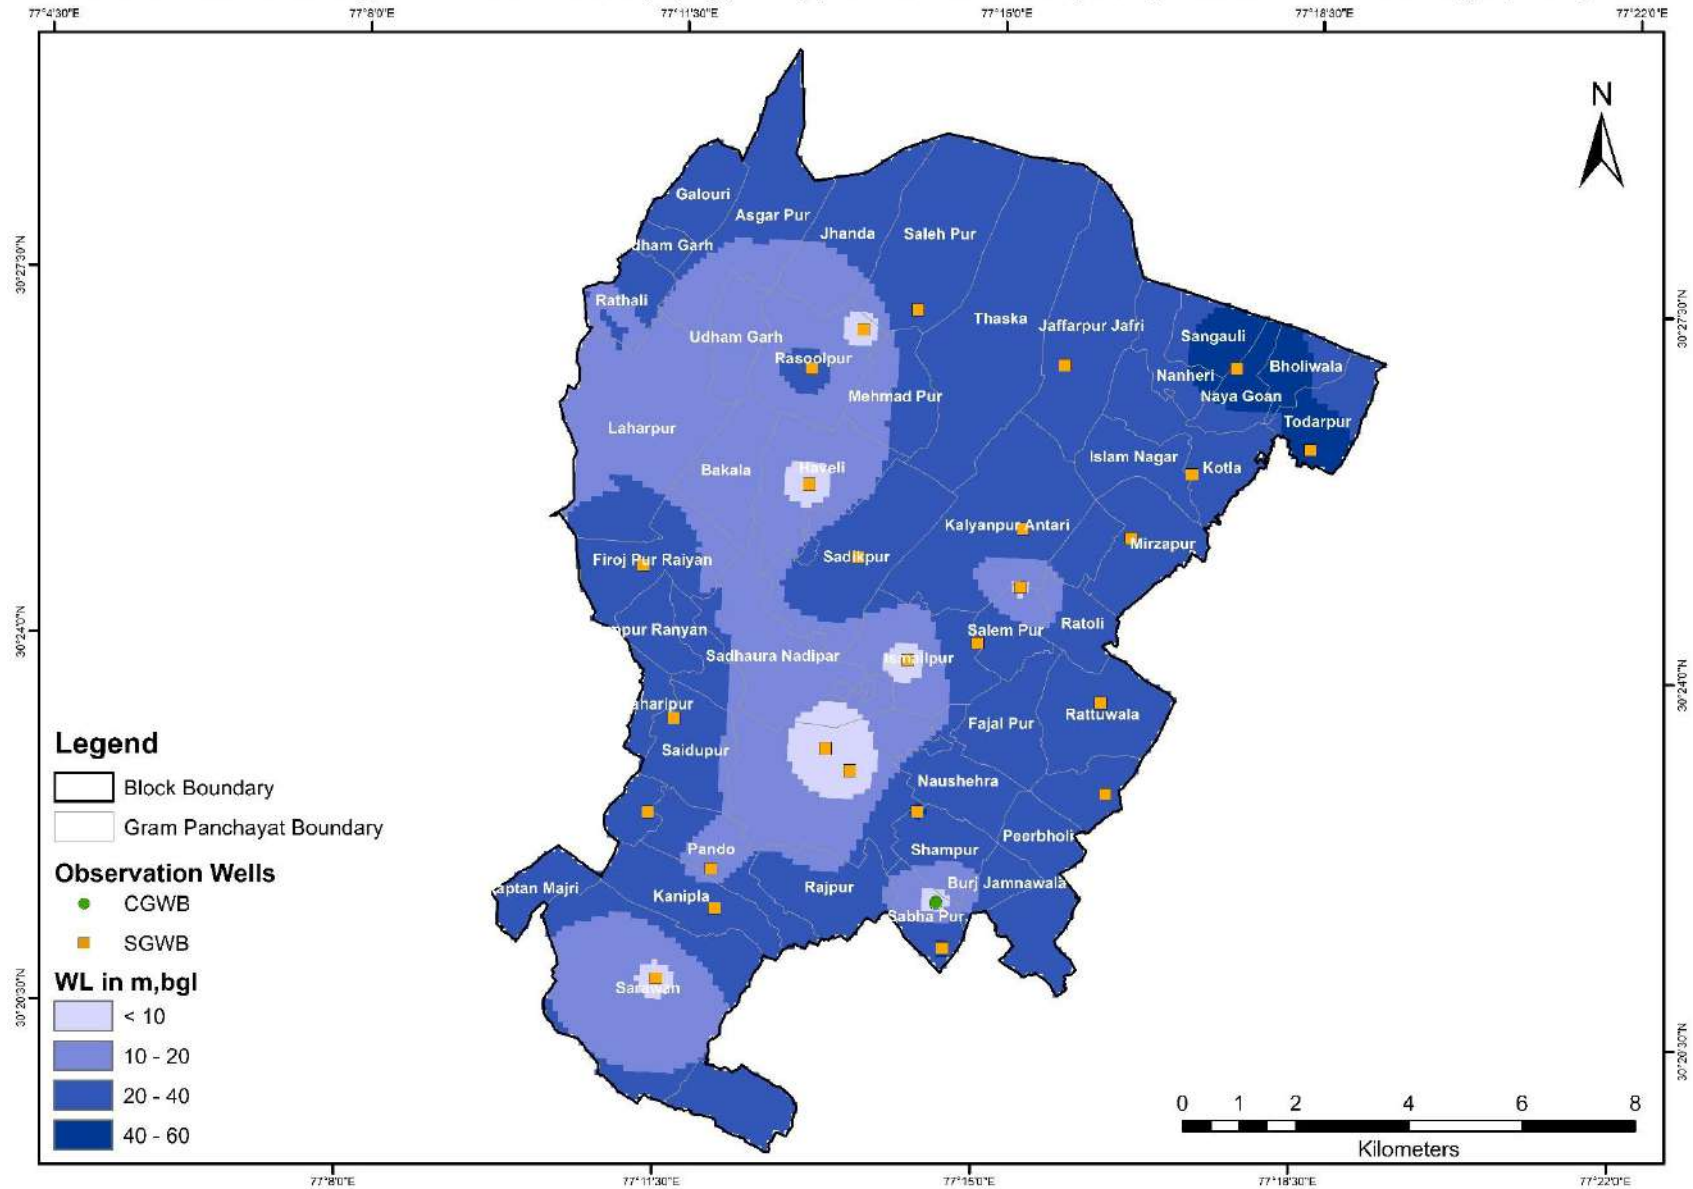 77°4'30"E 77°8'0"E 77°11'30"E 77°15'0"E 77°18'30"E 77°22'0"E
N
Galouri
Asgar Pur
Jhanda
Saleh Pur
dham Garh
30°27'30"N
Rathali
Thaska
Jaffarpur Jafri
30°27'30"N
Udham Garh
Sangauli
Rasoolpur
Bholiwala
Nanheri
Mehmad Pur
Naya Goan
Todarpur
Laharpur
Islam Nagar
Bakala
Haveli
Kotla
Kalyanpur Antari
Mirzapur
Firoj Pur Raiyan
Sadikpur
30°24'0"N
npur Ranyan
Salem Pur
Ratoli
Sadhaura Nadipar
Ismailpur
30°24'0"N
aharipur
Rattuwala
Fajal Pur
Saidupur
Naushehra
Peerbholi
Pando
Shampur
aptan Majri
Kanipla
Rajpur
Burj Jamnawala
Sabha Pur
Sarawan
30°20'30"N
30°20'30"N
Legend
Block Boundary
Gram Panchayat Boundary
Observation Wells
CGWB
SGWB
WL in m,bgl
< 10
10 - 20
20 - 40
40 - 60
0 1 2 4 6 8
Kilometers
77°8'0"E 77°11'30"E 77°15'0"E 77°18'30"E 77°22'0"E